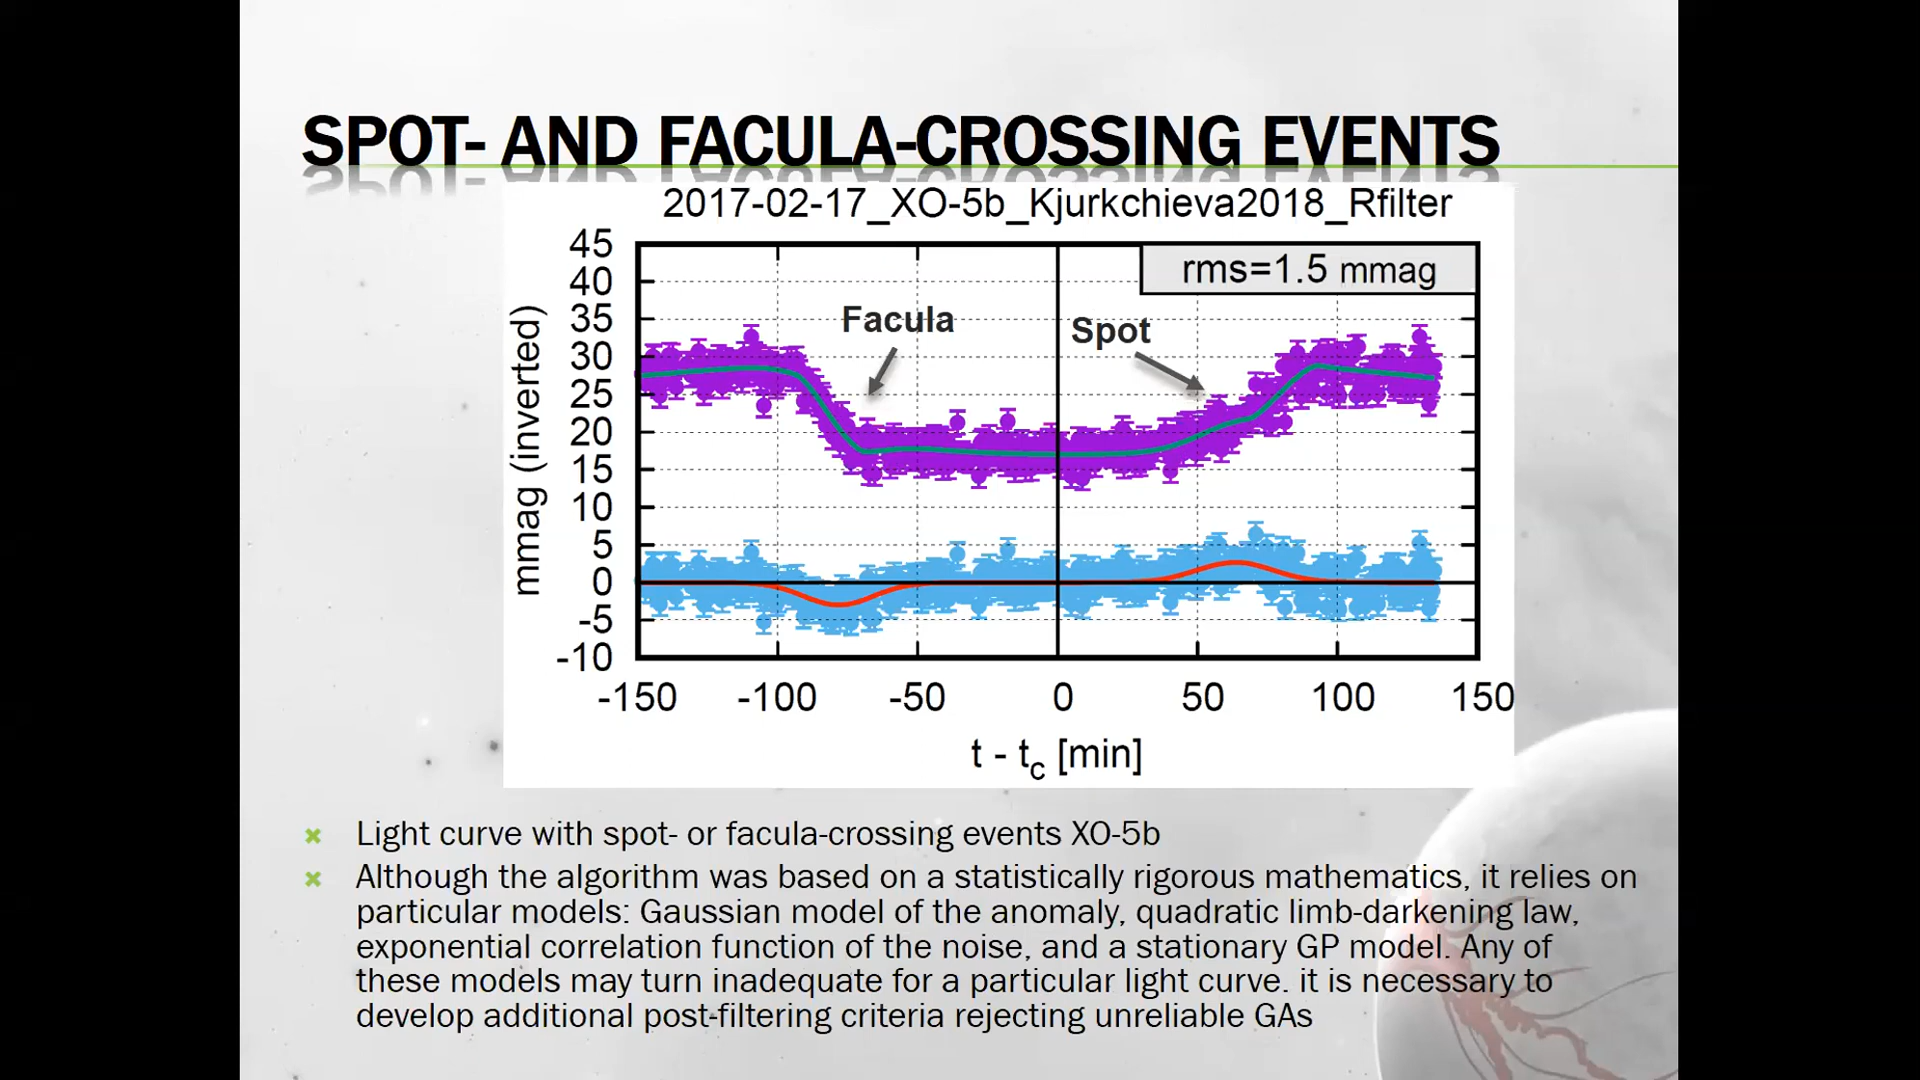 SPOT- AND FACULA-CROSSING EVENTS
2017-02-17_XO-5b_Kjurkchieva2018_Rfilter
rms=1.5 mmag
Facula
Spot
mmag (inverted)
45
40
35
30
25
20
15
10
5
0
-5
-10
-150 -100 -50 0 50 100 150
t - tc [min]
Light curve with spot- or facula-crossing events XO-5b
Although the algorithm was based on a statistically rigorous mathematics, it relies on
particular models: Gaussian model of the anomaly, quadratic limb-darkening law,
exponential correlation function of the noise, and a stationary GP model. Any of
these models may turn inadequate for a particular light curve. it is necessary to
develop additional post-filtering criteria rejecting unreliable GAs